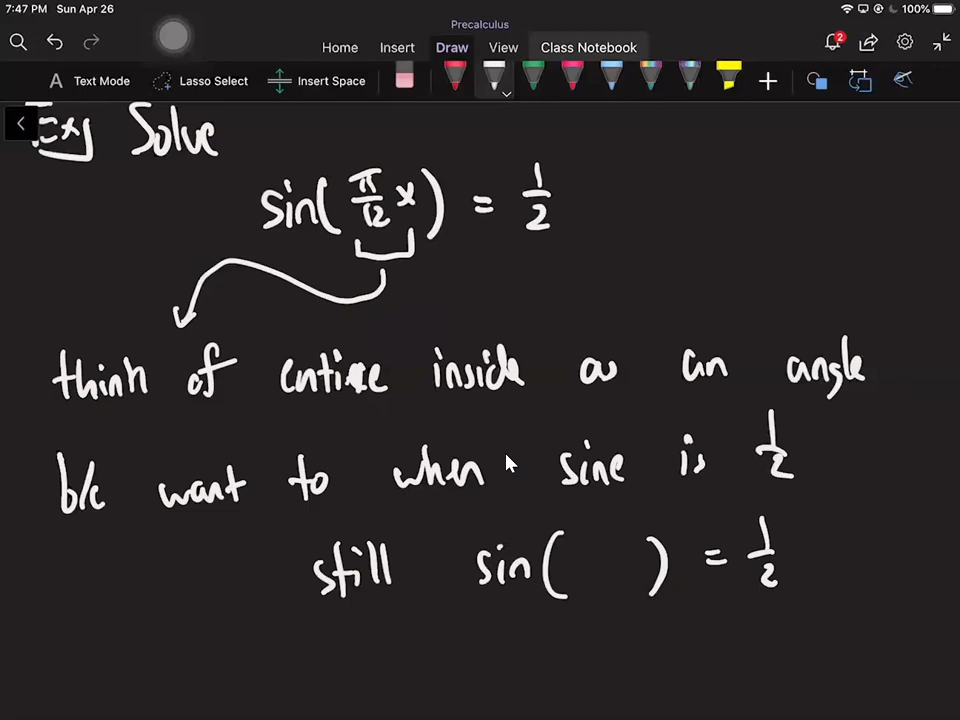 7:47 PM Sun Apr 26
100%
Precalculus
Home Insert Draw View Class Notebook
2
Text Mode Lasso Select Insert Space
Ex] Solve
sin(π/12 x) = 1/2
think of entire inside as an angle
b/c want to when sine is 1/2
still sin( ) = 1/2